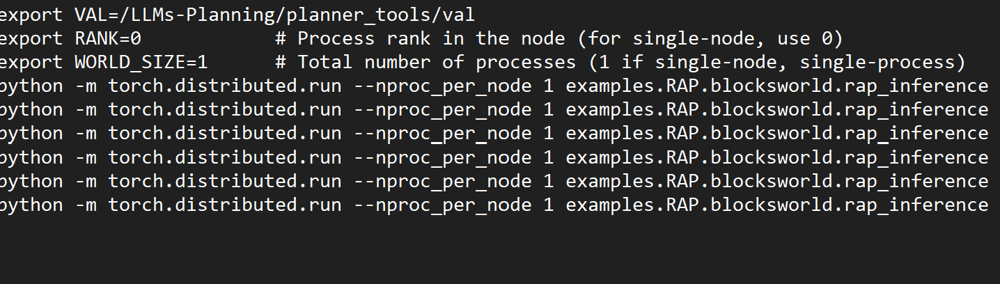 export VAL=/LLMs-Planning/planner_tools/val
export RANK=0            # Process rank in the node (for single-node, use 0)
export WORLD_SIZE=1      # Total number of processes (1 if single-node, single-process)
python -m torch.distributed.run --nproc_per_node 1 examples.RAP.blocksworld.rap_inference
python -m torch.distributed.run --nproc_per_node 1 examples.RAP.blocksworld.rap_inference
python -m torch.distributed.run --nproc_per_node 1 examples.RAP.blocksworld.rap_inference
python -m torch.distributed.run --nproc_per_node 1 examples.RAP.blocksworld.rap_inference
python -m torch.distributed.run --nproc_per_node 1 examples.RAP.blocksworld.rap_inference
python -m torch.distributed.run --nproc_per_node 1 examples.RAP.blocksworld.rap_inference